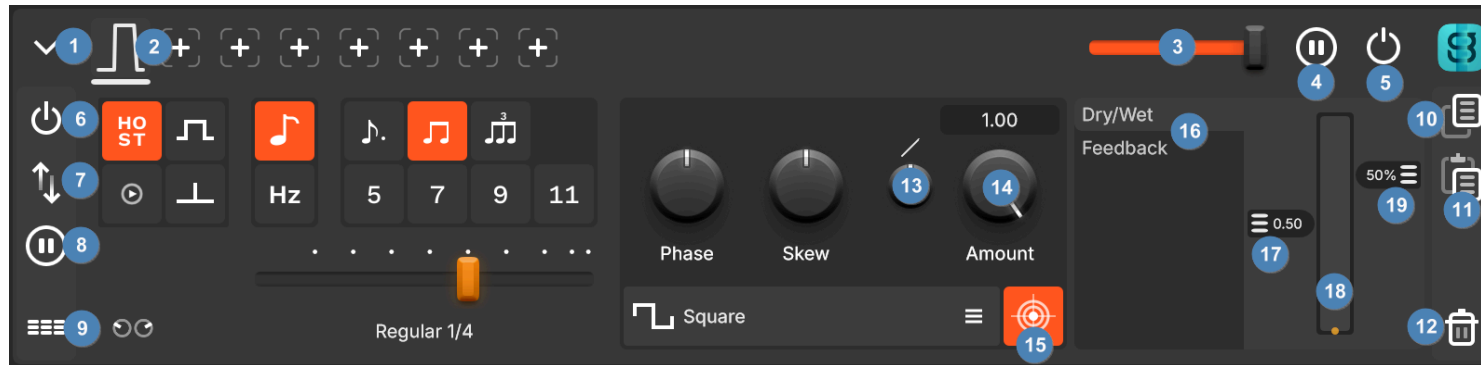 1
2
3
4
5
6
HO
ST
3
1.00
Dry/Wet
16
10
Feedback
7
Hz
5
7
9
11
13
14
50%
19
11
8
Phase
Skew
Amount
0.50
17
18
9
Regular 1/4
Square
15
12